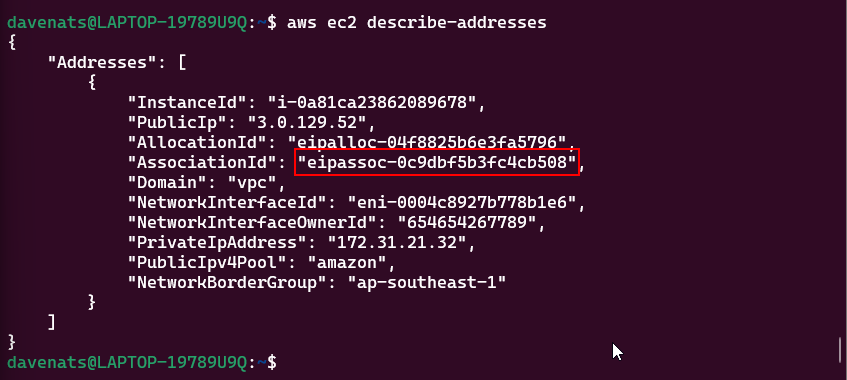 davenats@LAPTOP-19789U9Q:~$ aws ec2 describe-addresses
{
    "Addresses": [
        {
            "InstanceId": "i-0a81ca23862089678",
            "PublicIp": "3.0.129.52",
            "AllocationId": "eipalloc-04f8825b6e3fa5796",
            "AssociationId": "eipassoc-0c9dbf5b3fc4cb508",
            "Domain": "vpc",
            "NetworkInterfaceId": "eni-0004c8927b778b1e6",
            "NetworkInterfaceOwnerId": "654654267789",
            "PrivateIpAddress": "172.31.21.32",
            "PublicIpv4Pool": "amazon",
            "NetworkBorderGroup": "ap-southeast-1"
        }
    ]
}
davenats@LAPTOP-19789U9Q:~$